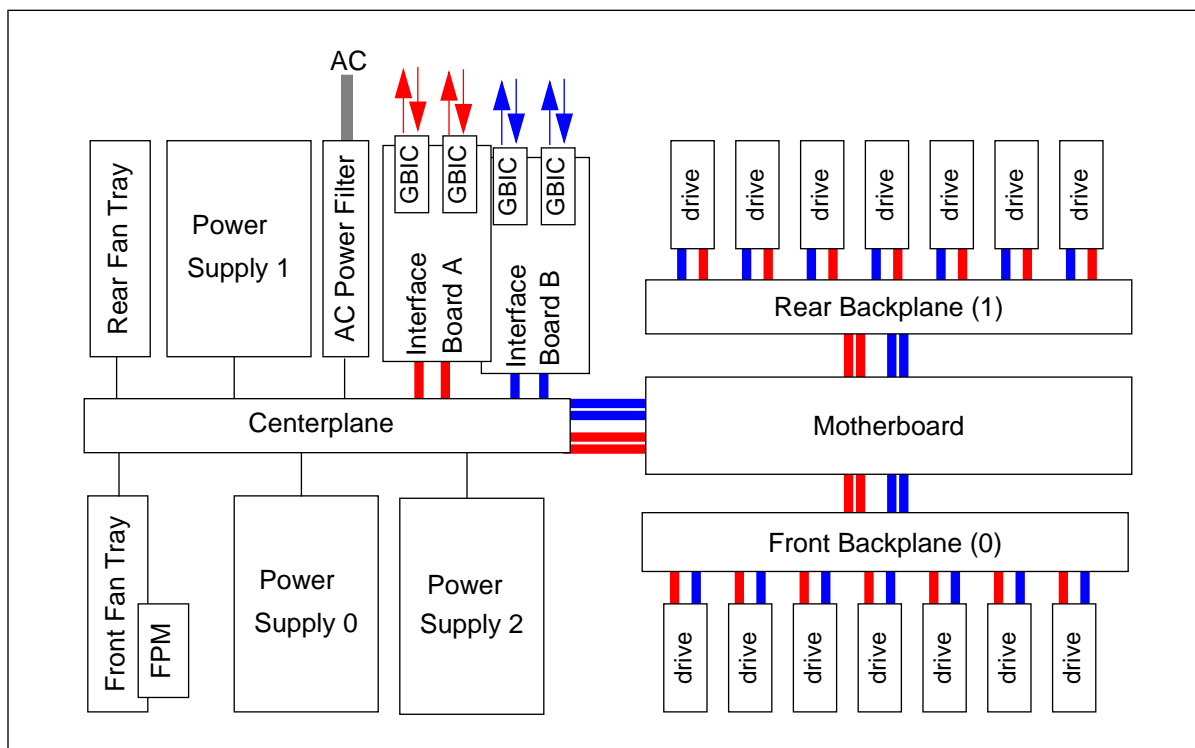 AC
Rear Fan Tray
Power
Supply 1
AC Power Filter
GBIC
GBIC
GBIC
GBIC
Interface
Board A
Interface
Board B
drive
drive
drive
drive
drive
drive
drive
Rear Backplane (1)
Centerplane
Motherboard
Front Fan Tray
FPM
Power
Supply 0
Power
Supply 2
Front Backplane (0)
drive
drive
drive
drive
drive
drive
drive